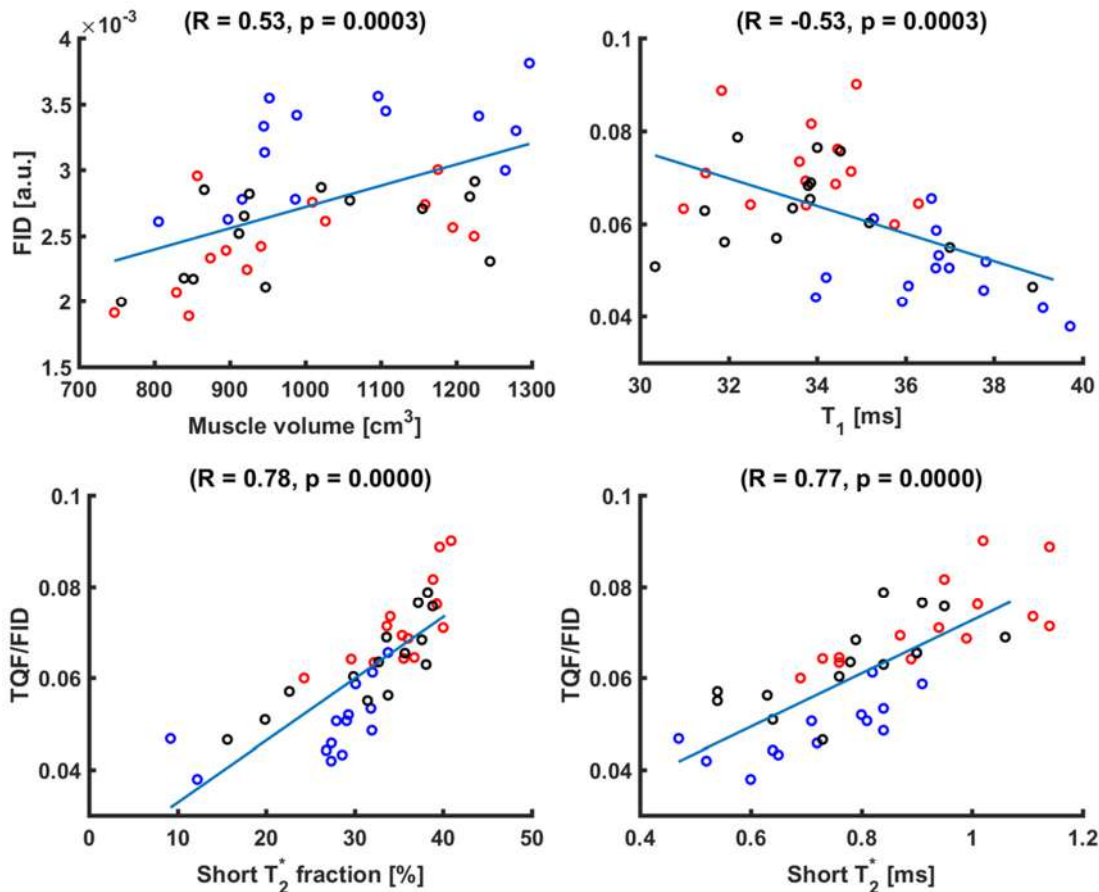 (R = 0.53, p = 0.0003)
×10⁻³
4
3.5
3
2.5
2
1.5
FID [a.u.]
700 800 900 1000 1100 1200 1300
Muscle volume [cm³]
(R = -0.53, p = 0.0003)
0.1
0.08
0.06
0.04
30 32 34 36 38 40
T₁ [ms]
(R = 0.78, p = 0.0000)
0.1
0.08
0.06
0.04
TQF/FID
0 10 20 30 40 50
Short T₂* fraction [%]
(R = 0.77, p = 0.0000)
0.1
0.08
0.06
0.04
TQF/FID
0.4 0.6 0.8 1 1.2
Short T₂* [ms]